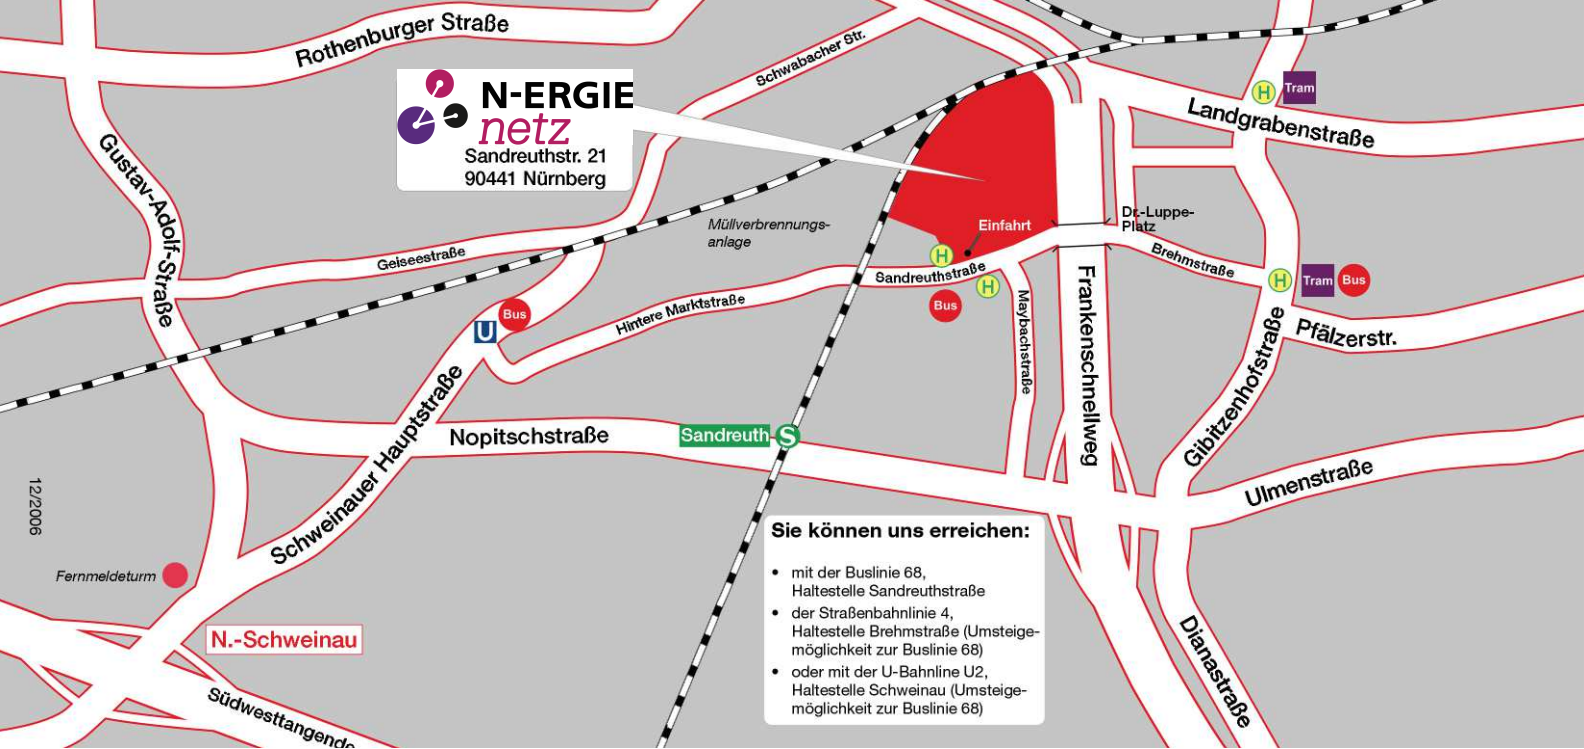 Rothenburger Straße
Schwabacher Str.
N-ERGIE
netz
Sandreuthstr. 21
90441 Nürnberg
H
Tram
Landgrabenstraße
Gustav-Adolf-Straße
Geiseestraße
Müllverbrennungs-
anlage
Einfahrt
Dr.-Luppe-
Platz
Brehmstraße
H
Sandreuthstraße
H
Bus
H
Tram
Bus
Hintere Marktstraße
Bus
U
Maybachstraße
Frankenschnellweg
Gibitzenhofstraße
Pfälzerstr.
Schweinauer Hauptstraße
Nopitschstraße
Sandreuth
S
Ulmenstraße
12/2006
Fernmeldeturm
N.-Schweinau
Südwesttangende
Dianastraße
Sie können uns erreichen:
• mit der Buslinie 68,
Haltestelle Sandreuthstraße
• der Straßenbahnlinie 4,
Haltestelle Brehmstraße (Umsteige-
möglichkeit zur Buslinie 68)
• oder mit der U-Bahnline U2,
Haltestelle Schweinau (Umsteige-
möglichkeit zur Buslinie 68)